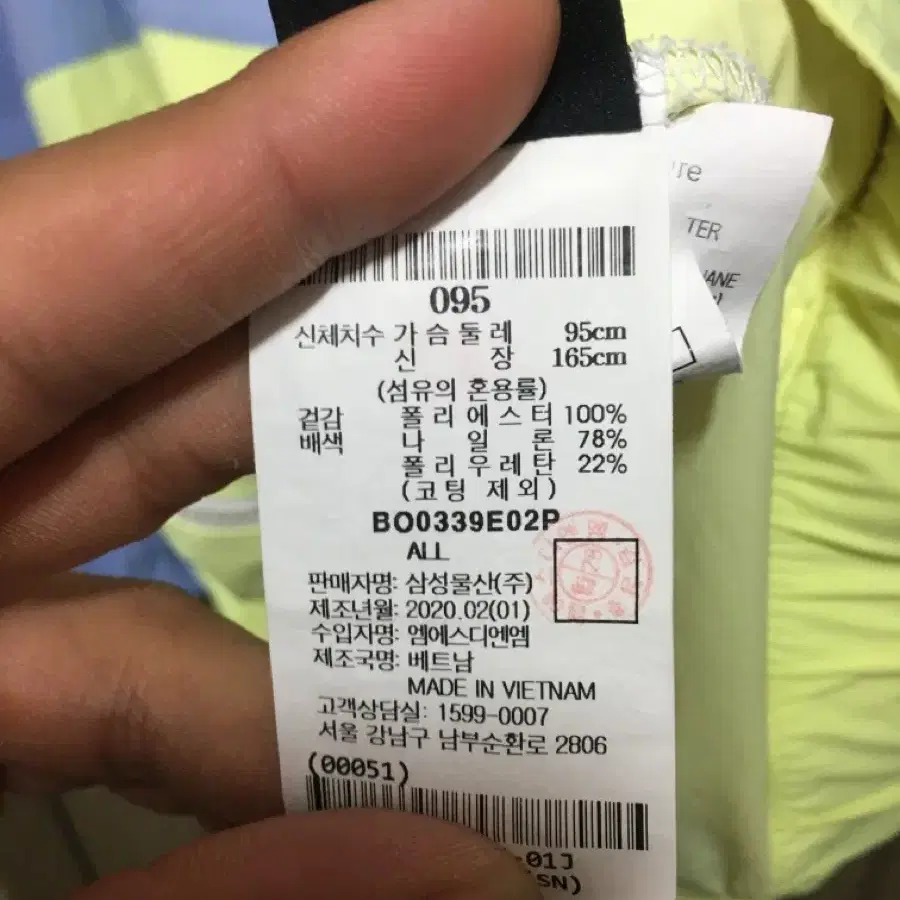 095
신체치수 가 슴 둘 레 95cm
신 장 165cm
(섬유의 혼용률)
겉감 폴 리 에 스 터 100%
배색 나 일 론 78%
폴 리 우 레 탄 22%
(코팅 제외)
BO0339E02P
ALL
판매자명: 삼성물산(주)
제조년월: 2020.02(01)
수입자명: 엠에스디엔엠
제조국명: 베트남
MADE IN VIETNAM
고객상담실: 1599-0007
서울 강남구 남부순환로 2806
(00051)
-01J
SN)
TER